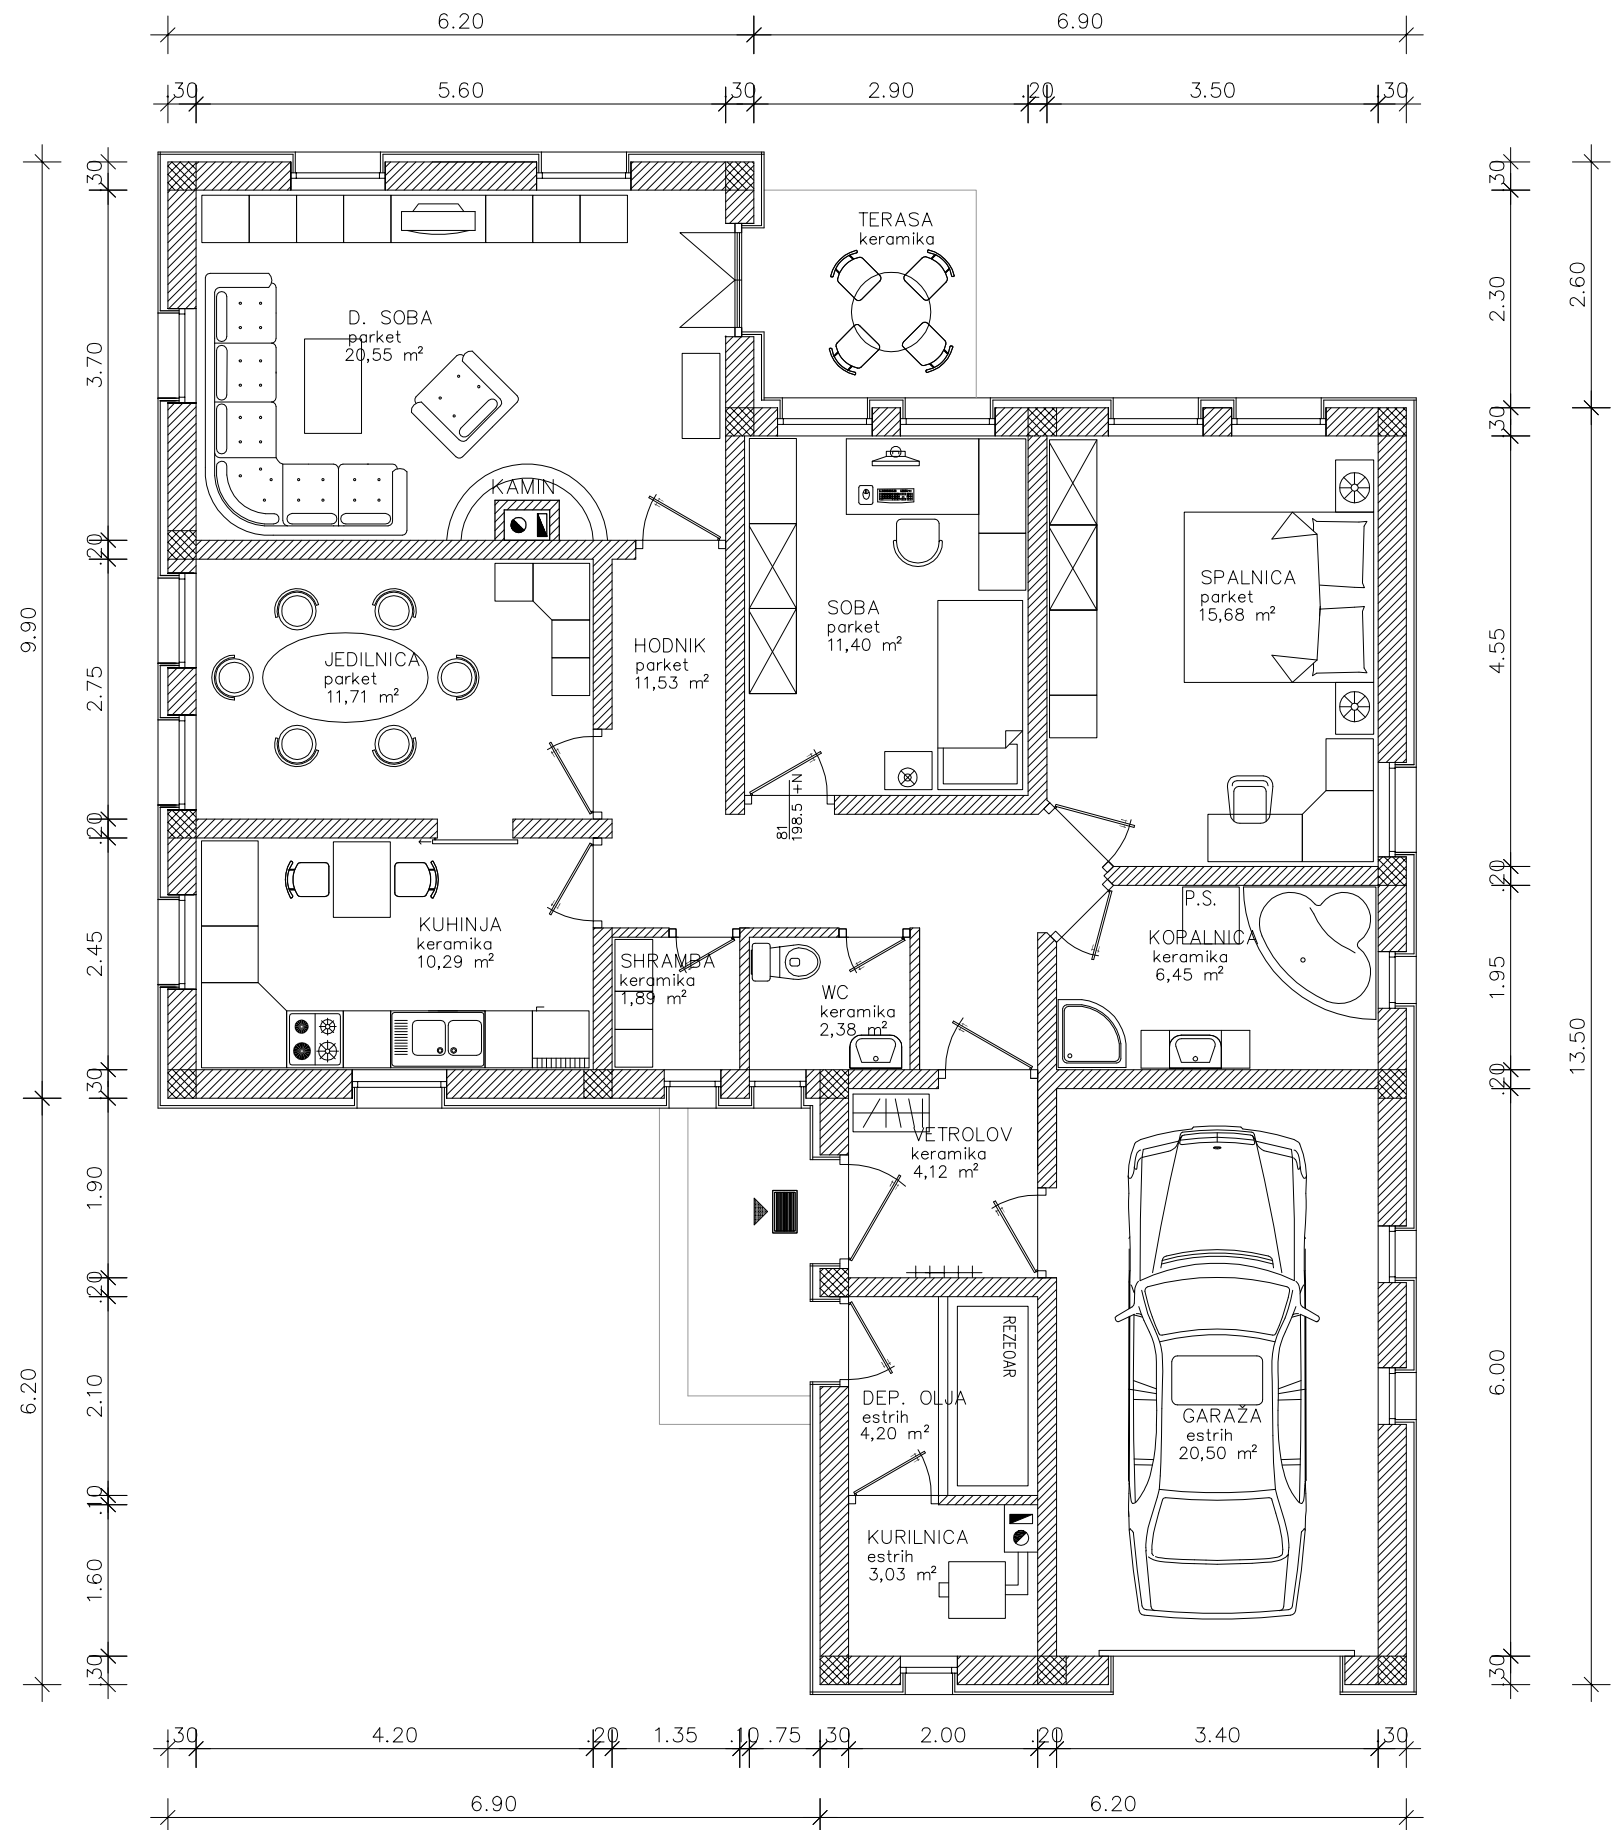 6.20
6.90
.30
5.60
.30
2.90
.20
3.50
.30
9.90
6.20
.30
3.70
.20
2.75
.20
2.45
.30
1.90
.20
2.10
.10
1.60
.30
TERASA
keramika
D. SOBA
parket
20,55 m²
KAMIN
JEDILNICA
parket
11,71 m²
HODNIK
parket
11,53 m²
SOBA
parket
11,40 m²
SPALNICA
parket
15,68 m²
81
198.5 +N
KUHINJA
keramika
10,29 m²
SHRAMBA
keramika
1,89 m²
WC
keramika
2,38 m²
P.S.
KOPALNICA
keramika
6,45 m²
VETROLOV
keramika
4,12 m²
REZEOAR
DEP. OLJA
estrih
4,20 m²
GARAŽA
estrih
20,50 m²
KURILNICA
estrih
3,03 m²
.30
2.30
.30
4.55
.20
1.95
.20
6.00
.30
2.60
13.50
.30
4.20
.20
1.35
.10
.75
.30
2.00
.20
3.40
.30
6.90
6.20